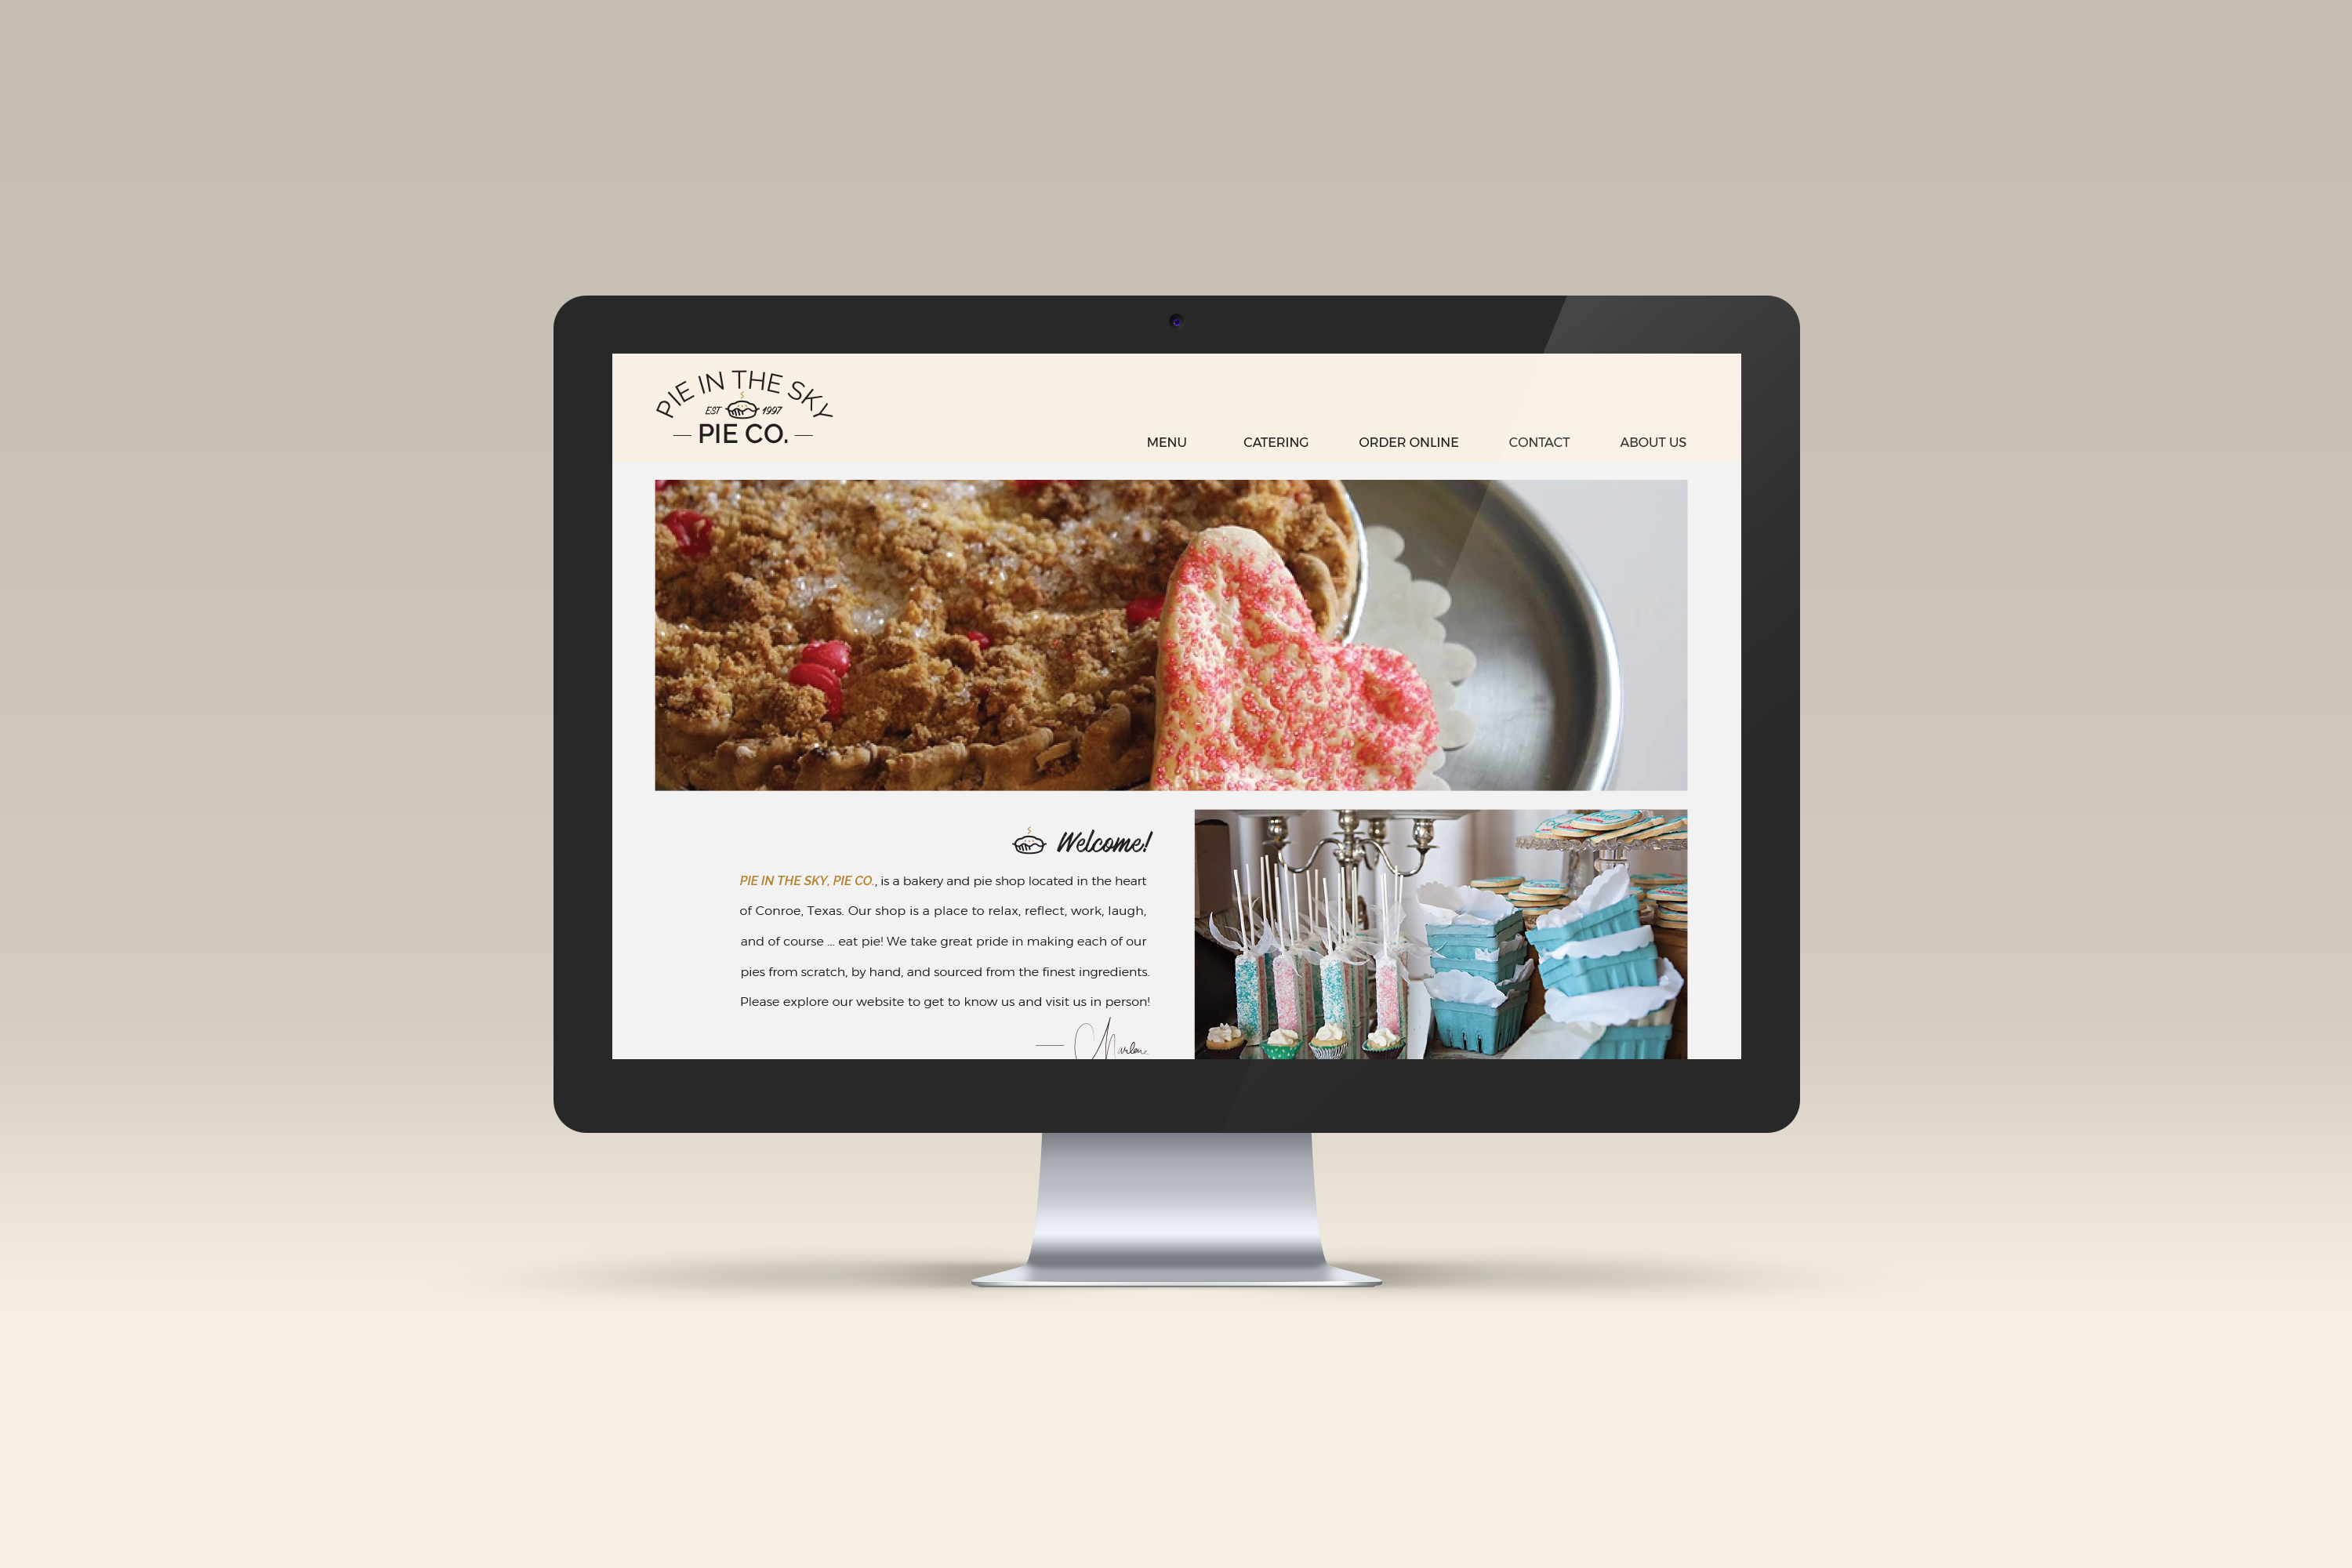 PIE IN THE SKY
EST 1997
PIE CO.
MENU CATERING ORDER ONLINE CONTACT ABOUT US
Welcome!
PIE IN THE SKY, PIE CO., is a bakery and pie shop located in the heart
of Conroe, Texas. Our shop is a place to relax, reflect, work, laugh,
and of course ... eat pie! We take great pride in making each of our
pies from scratch, by hand, and sourced from the finest ingredients.
Please explore our website to get to know us and visit us in person!
Charlene